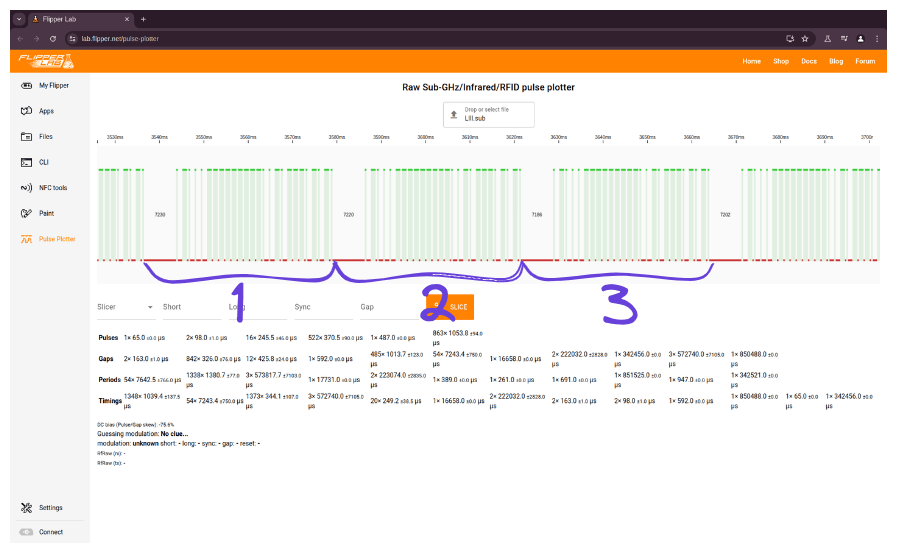 Flipper Lab
lab.flipper.net/pulse-plotter
FLIPPER LAB
Home Shop Docs Blog Forum
My Flipper
Apps
Files
CLI
NFC tools
Paint
Pulse Plotter
Settings
Connect
Raw Sub-GHz/Infrared/RFID pulse plotter
Drop or select file
LIII.sub
3530ms 3540ms 3550ms 3560ms 3570ms 3580ms 3590ms 3600ms 3610ms 3620ms 3630ms 3640ms 3650ms 3660ms 3670ms 3680ms 3690ms 3700
7230 7220 7186 7202
1 2 3
Slicer Short Long Sync Gap SLICE
Pulses 1× 65.0 ±0.0 µs 2× 98.0 ±1.0 µs 16× 245.5 ±46.0 µs 522× 370.5 ±90.0 µs 1× 487.0 ±0.0 µs 863× 1053.8 ±94.0 µs
Gaps 2× 163.0 ±1.0 µs 842× 326.0 ±76.0 µs 12× 425.8 ±24.0 µs 1× 592.0 ±0.0 µs 485× 1013.7 ±123.0 µs 54× 7243.4 ±750.0 µs 1× 16658.0 ±0.0 µs 2× 222032.0 ±2828.0 µs 1× 342456.0 ±0.0 µs 3× 572740.0 ±7105.0 µs 1× 850488.0 ±0.0 µs
Periods 54× 7642.5 ±766.0 µs 1338× 1380.7 ±77.0 µs 3× 573817.7 ±7103.0 µs 1× 17731.0 ±0.0 µs 2× 223074.0 ±2835.0 µs 1× 389.0 ±0.0 µs 1× 261.0 ±0.0 µs 1× 691.0 ±0.0 µs 1× 851525.0 ±0.0 µs 1× 947.0 ±0.0 µs 1× 342521.0 ±0.0 µs
Timings 1348× 1039.4 ±137.5 µs 54× 7243.4 ±750.0 µs 1373× 344.1 ±107.0 µs 3× 572740.0 ±7105.0 µs 20× 249.2 ±38.5 µs 1× 16658.0 ±0.0 µs 2× 222032.0 ±2828.0 µs 2× 163.0 ±1.0 µs 2× 98.0 ±1.0 µs 1× 592.0 ±0.0 µs 1× 850488.0 ±0.0 µs 1× 65.0 ±0.0 µs 1× 342456.0 ±0.0 µs
DC bias (Pulse/Gap skew): -75.6%
Guessing modulation: No clue...
modulation: unknown short: - long: - sync: - gap: - reset: -
RfRaw (rx): -
RfRaw (tx): -